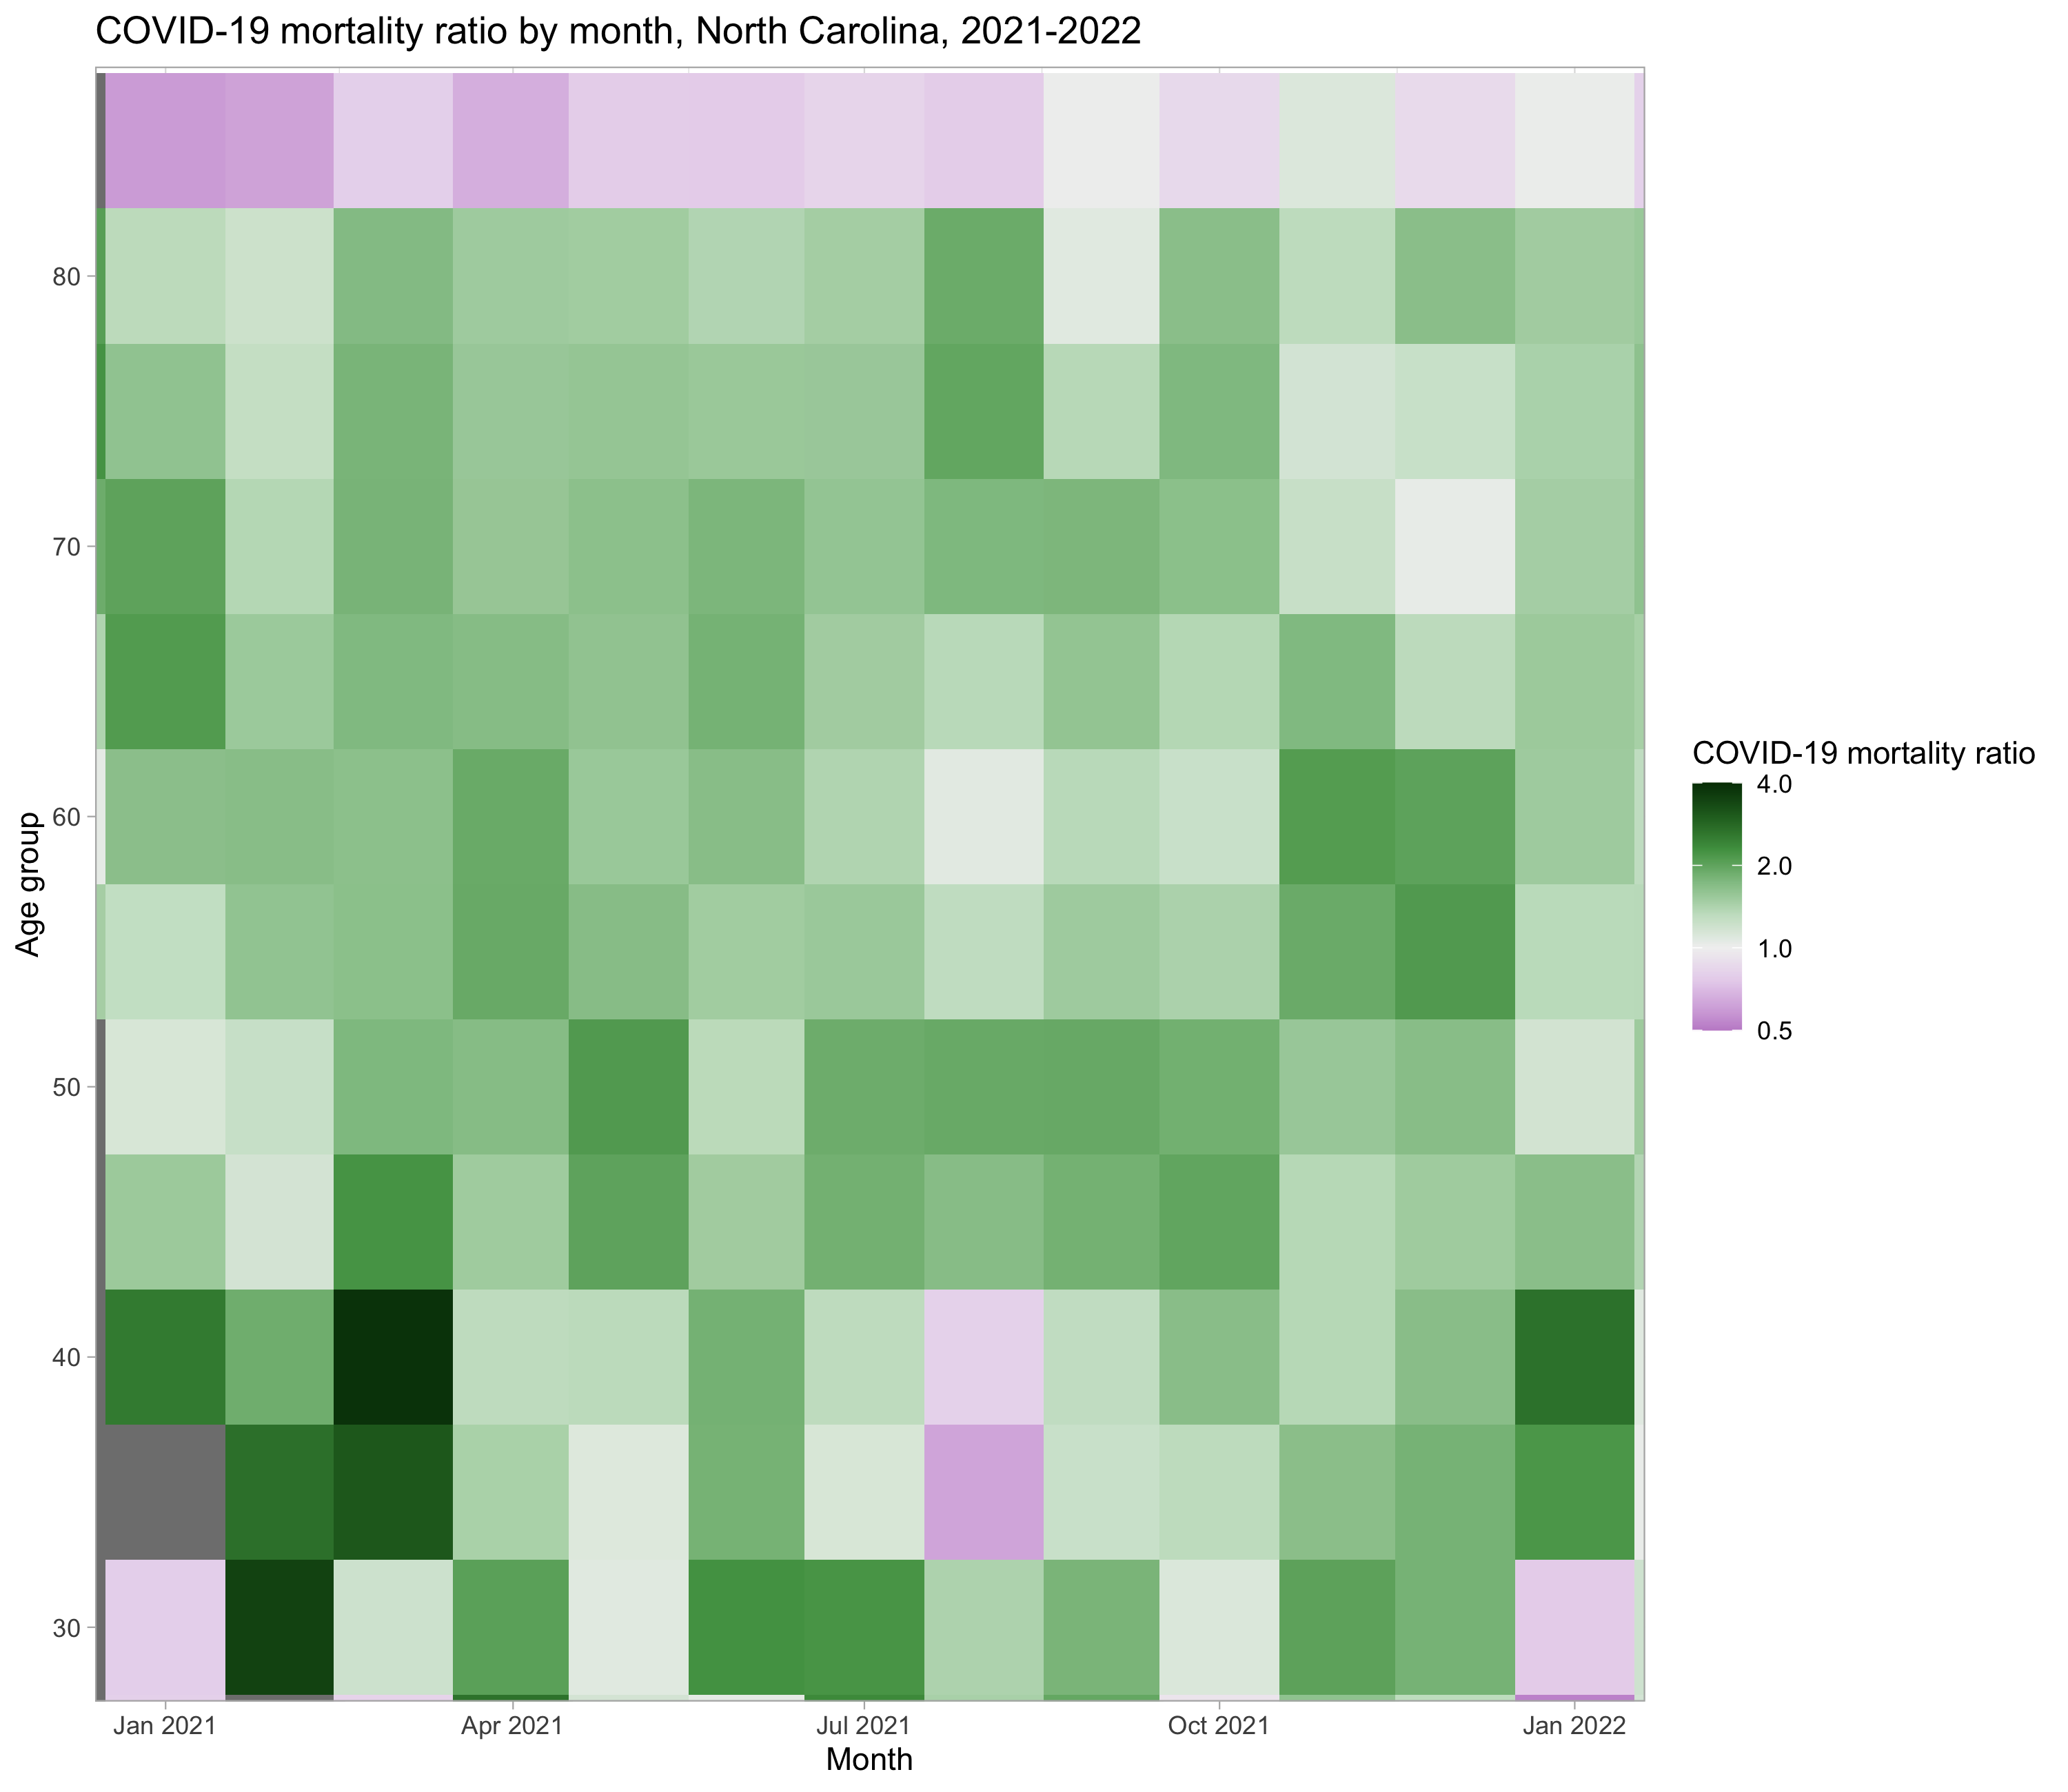 COVID-19 mortality ratio by month, North Carolina, 2021-2022
80
70
60
50
40
30
Age group
Jan 2021 Apr 2021 Jul 2021 Oct 2021 Jan 2022
Month
COVID-19 mortality ratio
4.0
2.0
1.0
0.5